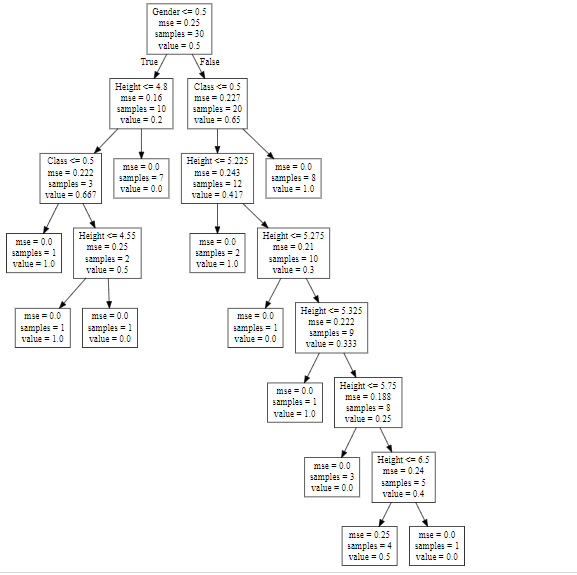 Gender <= 0.5
mse = 0.25
samples = 30
value = 0.5
True
False
Height <= 4.8
mse = 0.16
samples = 10
value = 0.2
Class <= 0.5
mse = 0.227
samples = 20
value = 0.65
Class <= 0.5
mse = 0.222
samples = 3
value = 0.667
mse = 0.0
samples = 7
value = 0.0
Height <= 5.225
mse = 0.243
samples = 12
value = 0.417
mse = 0.0
samples = 8
value = 1.0
mse = 0.0
samples = 1
value = 1.0
Height <= 4.55
mse = 0.25
samples = 2
value = 0.5
mse = 0.0
samples = 2
value = 1.0
Height <= 5.275
mse = 0.21
samples = 10
value = 0.3
mse = 0.0
samples = 1
value = 1.0
mse = 0.0
samples = 1
value = 0.0
mse = 0.0
samples = 1
value = 0.0
Height <= 5.325
mse = 0.222
samples = 9
value = 0.333
mse = 0.0
samples = 1
value = 1.0
Height <= 5.75
mse = 0.188
samples = 8
value = 0.25
mse = 0.0
samples = 3
value = 0.0
Height <= 6.5
mse = 0.24
samples = 5
value = 0.4
mse = 0.25
samples = 4
value = 0.5
mse = 0.0
samples = 1
value = 0.0